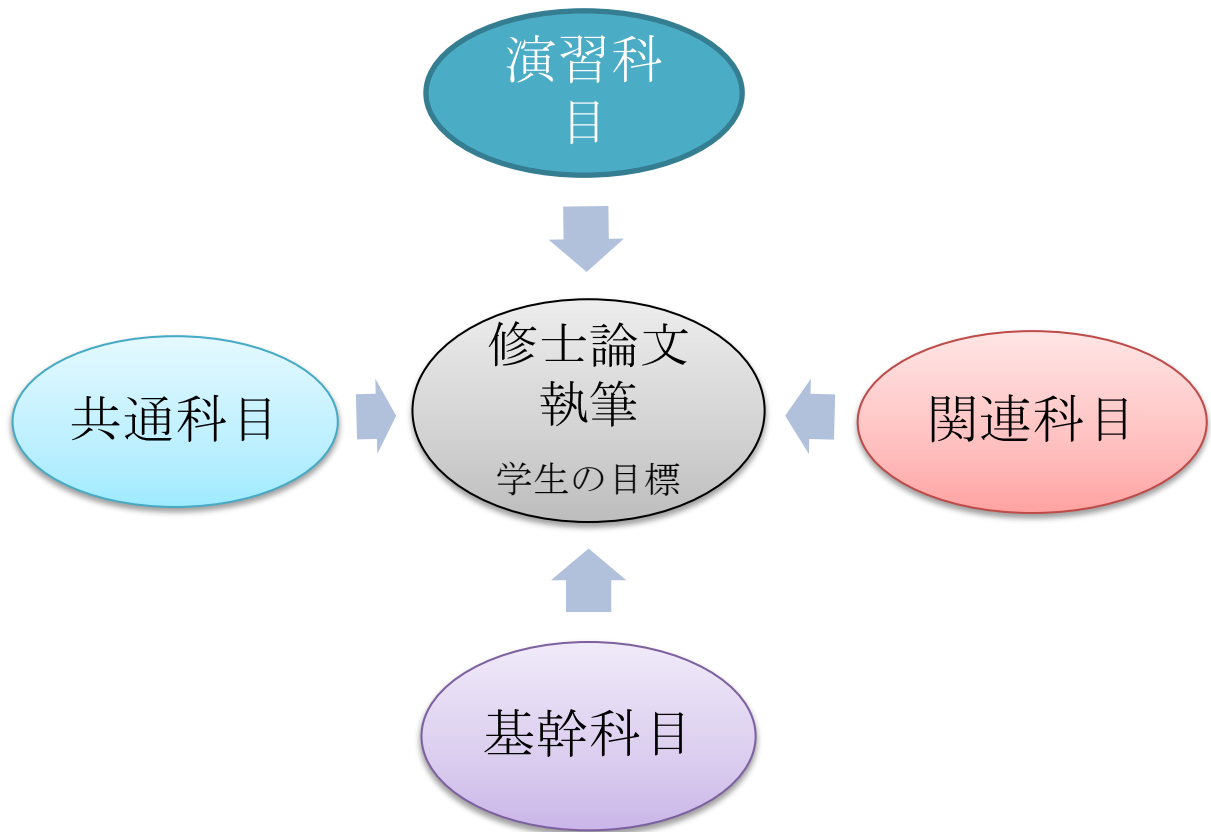 演習科
目
修士論文
執筆
学生の目標
共通科目
関連科目
基幹科目